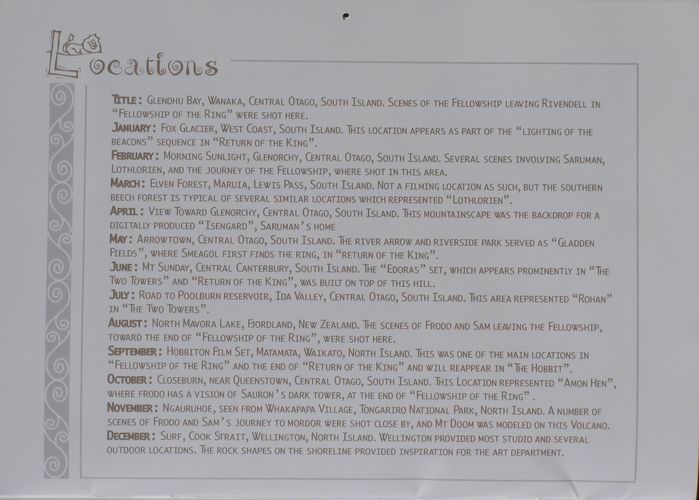 Locations
Title: Glendhu Bay, Wanaka, Central Otago, South Island. Scenes of the Fellowship leaving Rivendell in
"Fellowship of the Ring" were shot here.
January: Fox Glacier, West Coast, South Island. This location appears as part of the "lighting of the
beacons" sequence in "Return of the King".
February: Morning Sunlight, Glenorchy, Central Otago, South Island. Several scenes involving Saruman,
Lothlorien, and the journey of the Fellowship, where shot in this area.
March: Elven Forest, Maruia, Lewis Pass, South Island. Not a filming location as such, but the southern
beech forest is typical of several similar locations which represented "Lothlorien".
April: View Toward Glenorchy, Central Otago, South Island. This mountainscape was the backdrop for a
digitally produced "Isengard", Saruman's home
May: Arrowtown, Central Otago, South Island. The river Arrow and riverside park served as "Gladden
Fields", where Smeagol first finds the ring, in "return of the King".
June: Mt Sunday, Central Canterbury, South Island. The "Edoras" set, which appears prominently in "The
Two Towers" and "Return of the King", was built on top of this hill.
July: Road to Poolburn reservoir, Ida Valley, Central Otago, South Island. This area represented "Rohan"
in "The Two Towers".
August: North Mavora Lake, Fjordland, New Zealand. The scenes of Frodo and Sam leaving the Fellowship,
toward the end of "Fellowship of the Ring", were shot here.
September: Hobbiton Film Set, Matamata, Waikato, North Island. This was one of the main locations in
"Fellowship of the Ring" and the end of "Return of the King" and will reappear in "The Hobbit".
October: Closeburn, near Queenstown, Central Otago, South Island. This Location represented "Amon Hen",
where frodo has a vision of Sauron's dark tower, at the end of "Fellowship of the Ring" .
November: Ngauruhoe, seen from Whakapapa Village, Tongariro National Park, North Island. A number of
scenes of Frodo and Sam's journey to mordor were shot close by, and Mt Doom was modeled on this Volcano.
December: Surf, Cook Strait, Wellington, North Island. Wellington provided most studio and several
outdoor locations. The rock shapes on the shoreline provided inspiration for the art department.